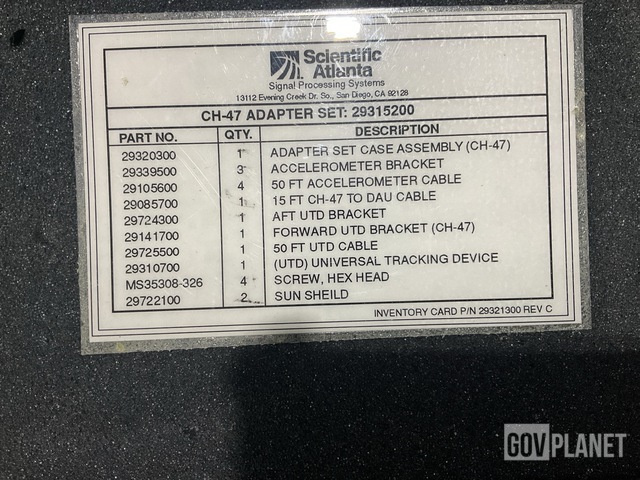 Scientific
Atlanta
Signal Processing Systems
13112 Evening Creek Dr. So., San Diego, CA 92128
CH-47 ADAPTER SET: 29315200
PART NO. QTY. DESCRIPTION
29320300 1 ADAPTER SET CASE ASSEMBLY (CH-47)
29339500 3 ACCELEROMETER BRACKET
29105600 4 50 FT ACCELEROMETER CABLE
29085700 1 15 FT CH-47 TO DAU CABLE
29724300 1 AFT UTD BRACKET
29141700 1 FORWARD UTD BRACKET (CH-47)
29725500 1 50 FT UTD CABLE
29310700 1 (UTD) UNIVERSAL TRACKING DEVICE
MS35308-326 4 SCREW, HEX HEAD
29722100 2 SUN SHEILD
INVENTORY CARD P/N 29321300 REV C
GOVPLANET